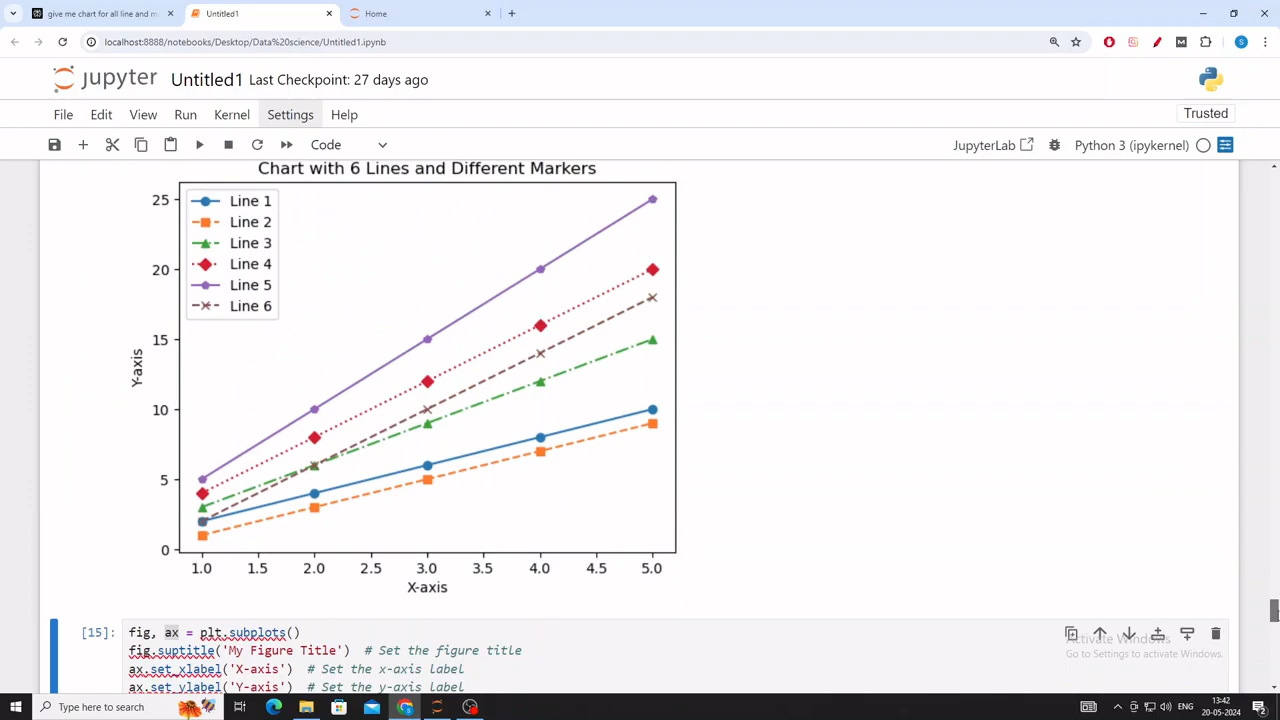 give me chart for all line and m
Untitled1
Home
localhost:8888/notebooks/Desktop/Data%20science/Untitled1.ipynb
S
jupyter Untitled1 Last Checkpoint: 27 days ago
File Edit View Run Kernel Settings Help
Trusted
Code
JupyterLab
Python 3 (ipykernel)
Chart with 6 Lines and Different Markers
25
20
15
10
5
0
Y-axis
Line 1
Line 2
Line 3
Line 4
Line 5
Line 6
1.0 1.5 2.0 2.5 3.0 3.5 4.0 4.5 5.0
X-axis
[15]: fig, ax = plt.subplots()
fig.suptitle('My Figure Title') # Set the figure title
ax.set_xlabel('X-axis') # Set the x-axis label
ax.set_ylabel('Y-axis') # Set the y-axis label
Activate Windows
Go to Settings to activate Windows.
Type here to search
ENG
13:42
20-05-2024
2